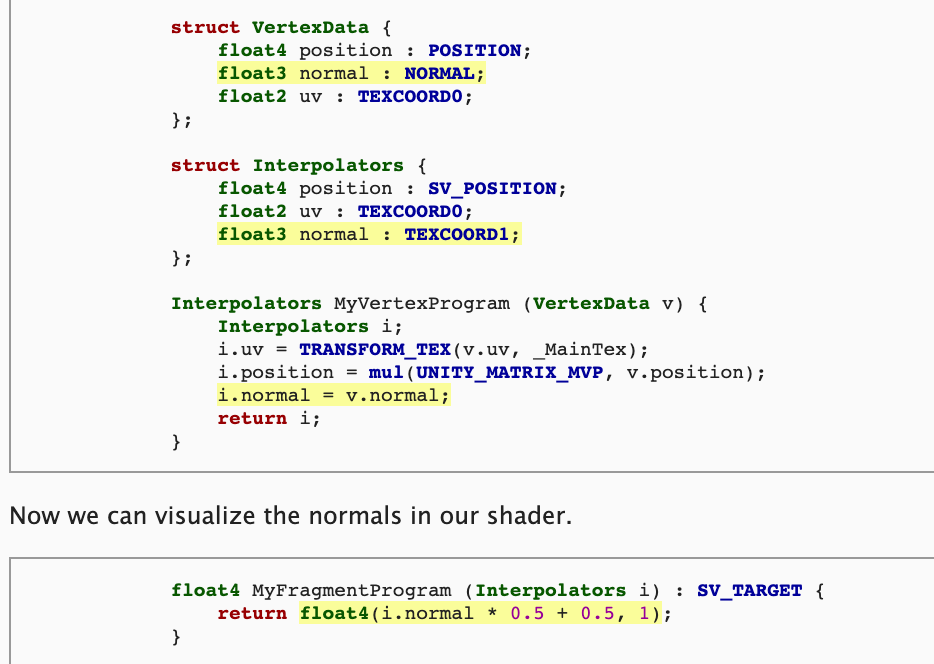 struct VertexData {
    float4 position : POSITION;
    float3 normal : NORMAL;
    float2 uv : TEXCOORD0;
};

struct Interpolators {
    float4 position : SV_POSITION;
    float2 uv : TEXCOORD0;
    float3 normal : TEXCOORD1;
};

Interpolators MyVertexProgram (VertexData v) {
    Interpolators i;
    i.uv = TRANSFORM_TEX(v.uv, _MainTex);
    i.position = mul(UNITY_MATRIX_MVP, v.position);
    i.normal = v.normal;
    return i;
}

Now we can visualize the normals in our shader.

float4 MyFragmentProgram (Interpolators i) : SV_TARGET {
    return float4(i.normal * 0.5 + 0.5, 1);
}